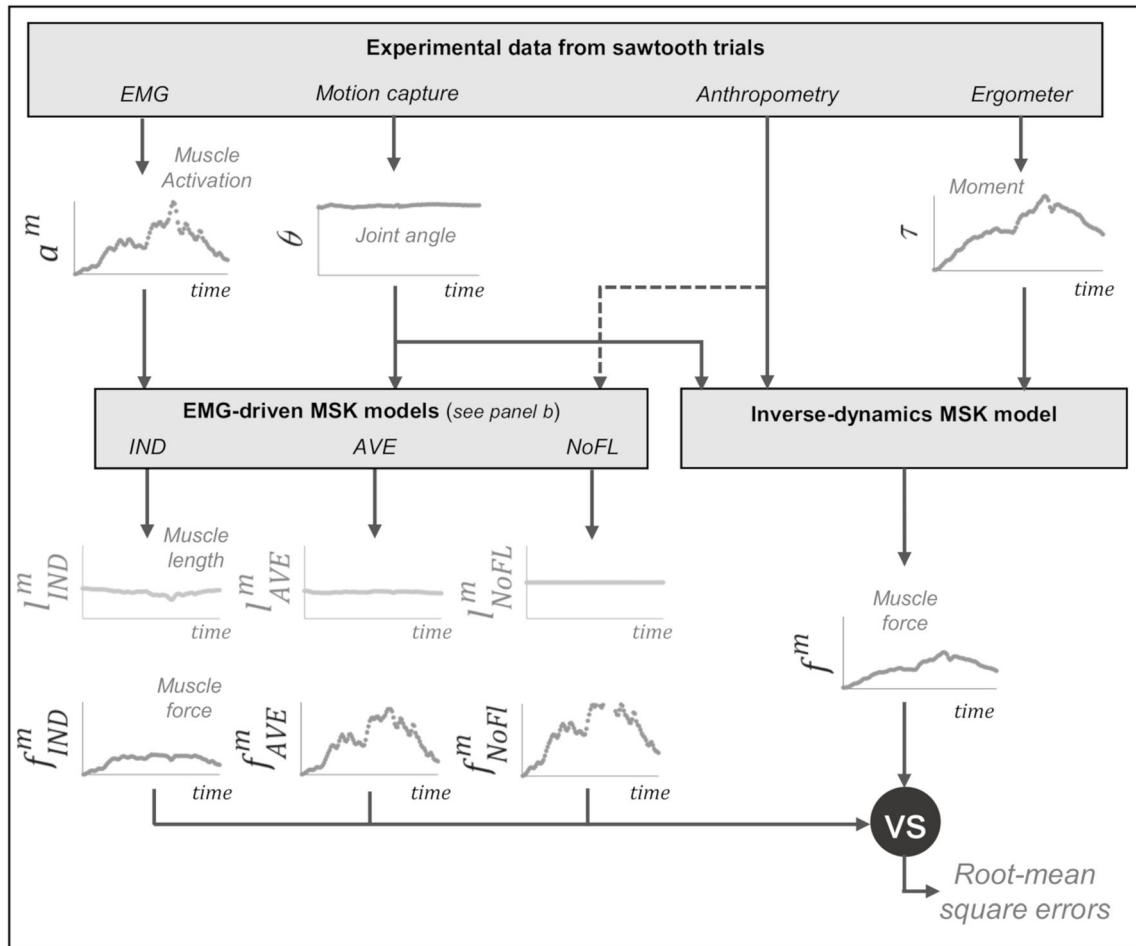 Experimental data from sawtooth trials
EMG Motion capture Anthropometry Ergometer
Muscle
Activation
a^m
time
θ
Joint angle
Moment
τ
time
EMG-driven MSK models (see panel b)
IND AVE NoFL
Inverse-dynamics MSK model
Muscle
length
l^m_IND
time
l^m_AVE
time
l^m_NoFL
time
Muscle
force
f^m
time
Muscle
force
f^m_IND
time
f^m_AVE
time
f^m_NoFl
time
vs
Root-mean
square errors